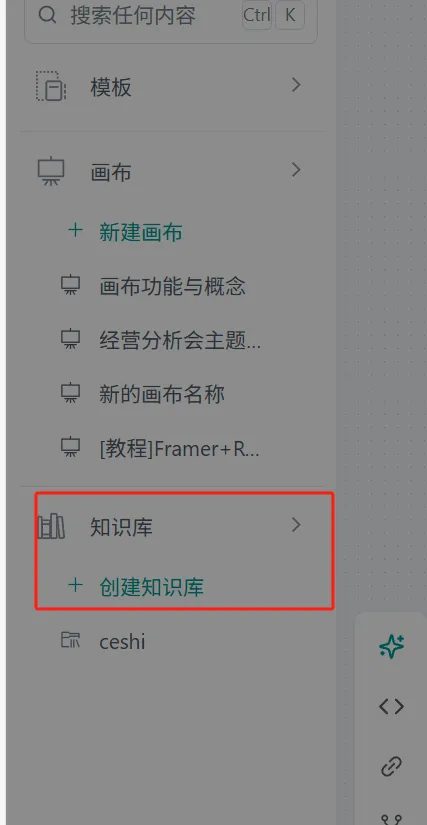 搜索任何内容 Ctrl K
模板
画布
+ 新建画布
画布功能与概念
经营分析会主题...
新的画布名称
[教程]Framer+R...
知识库
+ 创建知识库
ceshi